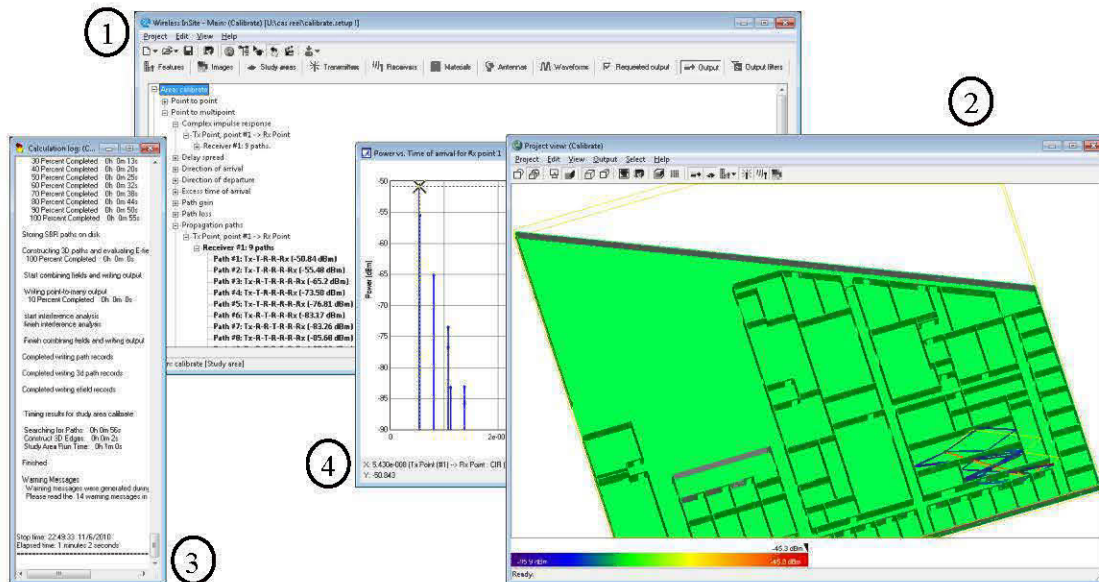 1
Wireless InSite - Main: (Calibrate) [U:\cas reel\calibrate.setup !]
Project Edit View Help
Features Images Study areas Transmitters Receivers Materials Antennas Waveforms Requested output Output Output filters
Area: calibrate
Point to point
Point to multipoint
Complex impulse response
Tx Point, point #1 -> Rx Point
Receiver #1: 9 paths.
Delay spread
Direction of arrival
Direction of departure
Excess time of arrival
Path gain
Path loss
Propagation paths
Tx Point, point #1 -> Rx Point
Receiver #1: 9 paths
Path #1: Tx-T-R-R-R-Rx (-50.84 dBm)
Path #2: Tx-T-R-R-Rx (-55.48 dBm)
Path #3: Tx-T-R-R-R-Rx (-65.2 dBm)
Path #4: Tx-T-R-R-R-Rx (-73.50 dBm)
Path #5: Tx-T-R-R-R-Rx (-76.81 dBm)
Path #6: Tx-R-T-R-R-Rx (-83.17 dBm)
Path #7: Tx-R-R-T-R-R-Rx (-83.26 dBm)
Path #8: Tx-T-R-R-R-Rx (-85.68 dBm)
calibrate [Study area]
3
Calculation log: (C...
30 Percent Completed 0h 0m 13s
40 Percent Completed 0h 0m 20s
50 Percent Completed 0h 0m 25s
60 Percent Completed 0h 0m 32s
70 Percent Completed 0h 0m 38s
80 Percent Completed 0h 0m 44s
90 Percent Completed 0h 0m 50s
100 Percent Completed 0h 0m 55s
Storing SBR paths on disk
Constructing 3D paths and evaluating E-fie
100 Percent Completed 0h 0m 0s
Start combining fields and writing output
Writing point-to-many output
10 Percent Completed 0h 0m 0s
start interference analysis
finish interference analysis
Finish combining fields and writing output
Completed writing path records
Completed writing 3d path records
Completed writing efield records
Timing results for study area calibrate
Searching for Paths: 0h 0m 56s
Construct 3D Edges: 0h 0m 2s
Study Area Run Time: 0h 1m 0s
Finished
Warning Messages
Warning messages were generated during
Please read the 14 warning messages in
Stop time: 22:49:33 11/6/2010
Elapsed time: 1 minutes 2 seconds
4
Power vs. Time of arrival for Rx point 1
Power (dBm)
-50
-55
-60
-65
-70
-75
-80
-85
-90
0 2e-00
X: 5.430e-008 (Tx Point (#1) -> Rx Point : CIR (
Y: -50.843
2
Project view: (Calibrate)
Project Edit View Output Select Help
-45.3 dBm
-95.9 dBm -45.3 dBm
Ready.